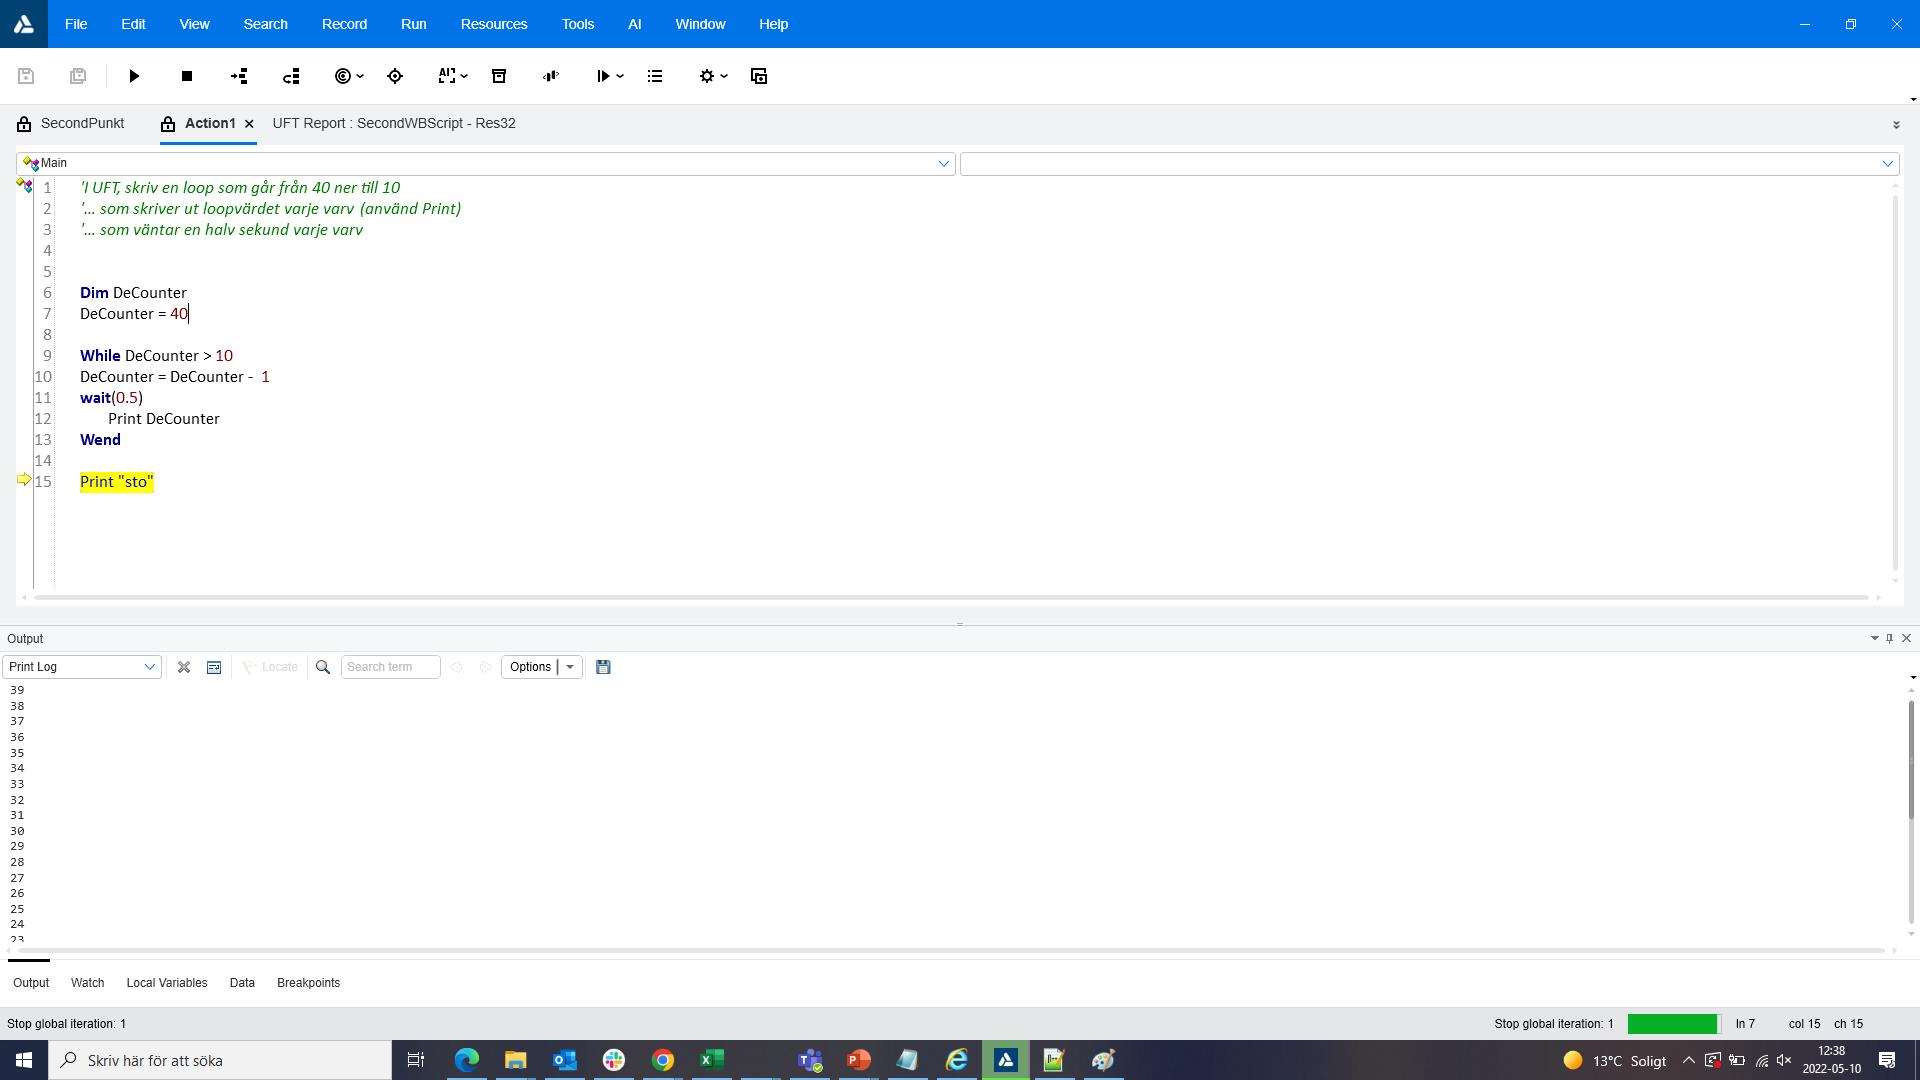 File Edit View Search Record Run Resources Tools AI Window Help
SecondPunkt Action1 UFT Report : SecondWBScript - Res32
Main
1 'I UFT, skriv en loop som går från 40 ner till 10
2 '... som skriver ut loopvärdet varje varv (använd Print)
3 '... som väntar en halv sekund varje varv
4
5
6 Dim DeCounter
7 DeCounter = 40
8
9 While DeCounter > 10
10 DeCounter = DeCounter - 1
11 wait(0.5)
12 Print DeCounter
13 Wend
14
15 Print "sto"
Output
Print Log Locate Search term Options
39
38
37
36
35
34
33
32
31
30
29
28
27
26
25
24
23
Output Watch Local Variables Data Breakpoints
Stop global iteration: 1 Stop global iteration: 1 ln 7 col 15 ch 15
Skriv här för att söka 13°C Soligt 12:38
2022-05-10